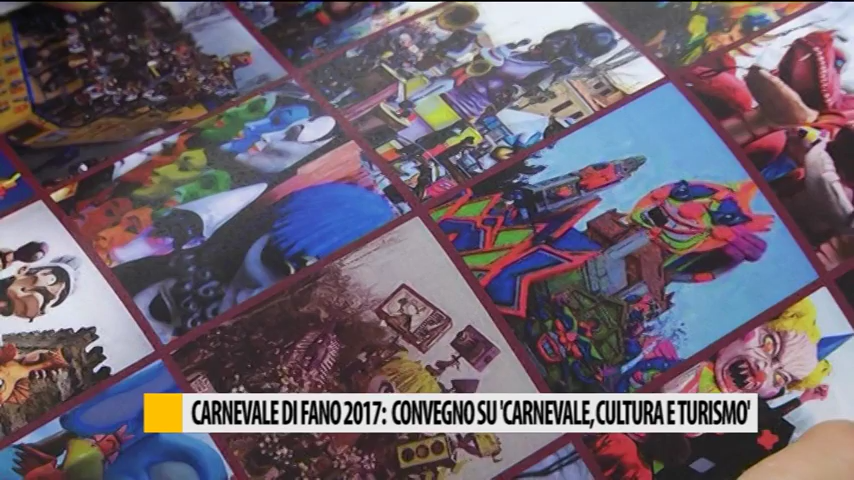 CARNEVALE DI FANO 2017: CONVEGNO SU 'CARNEVALE, CULTURA E TURISMO'